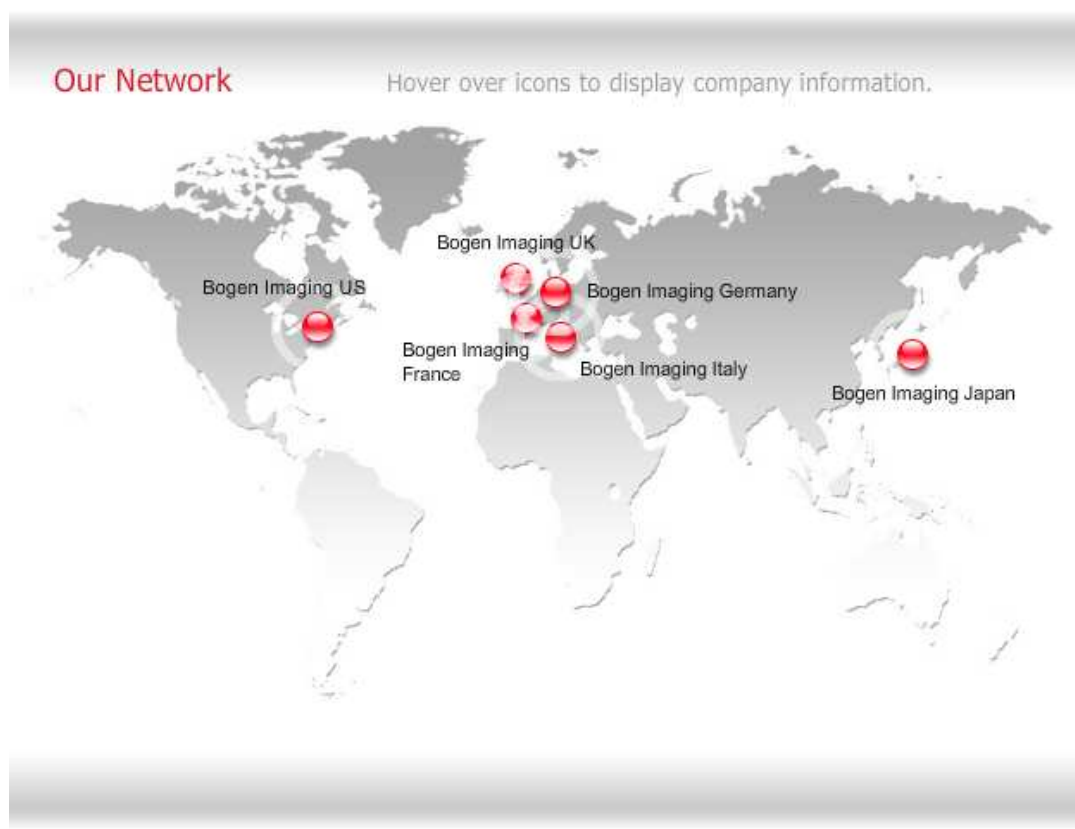 Our Network
Hover over icons to display company information.
Bogen Imaging UK
Bogen Imaging US
Bogen Imaging Germany
Bogen Imaging
France
Bogen Imaging Italy
Bogen Imaging Japan